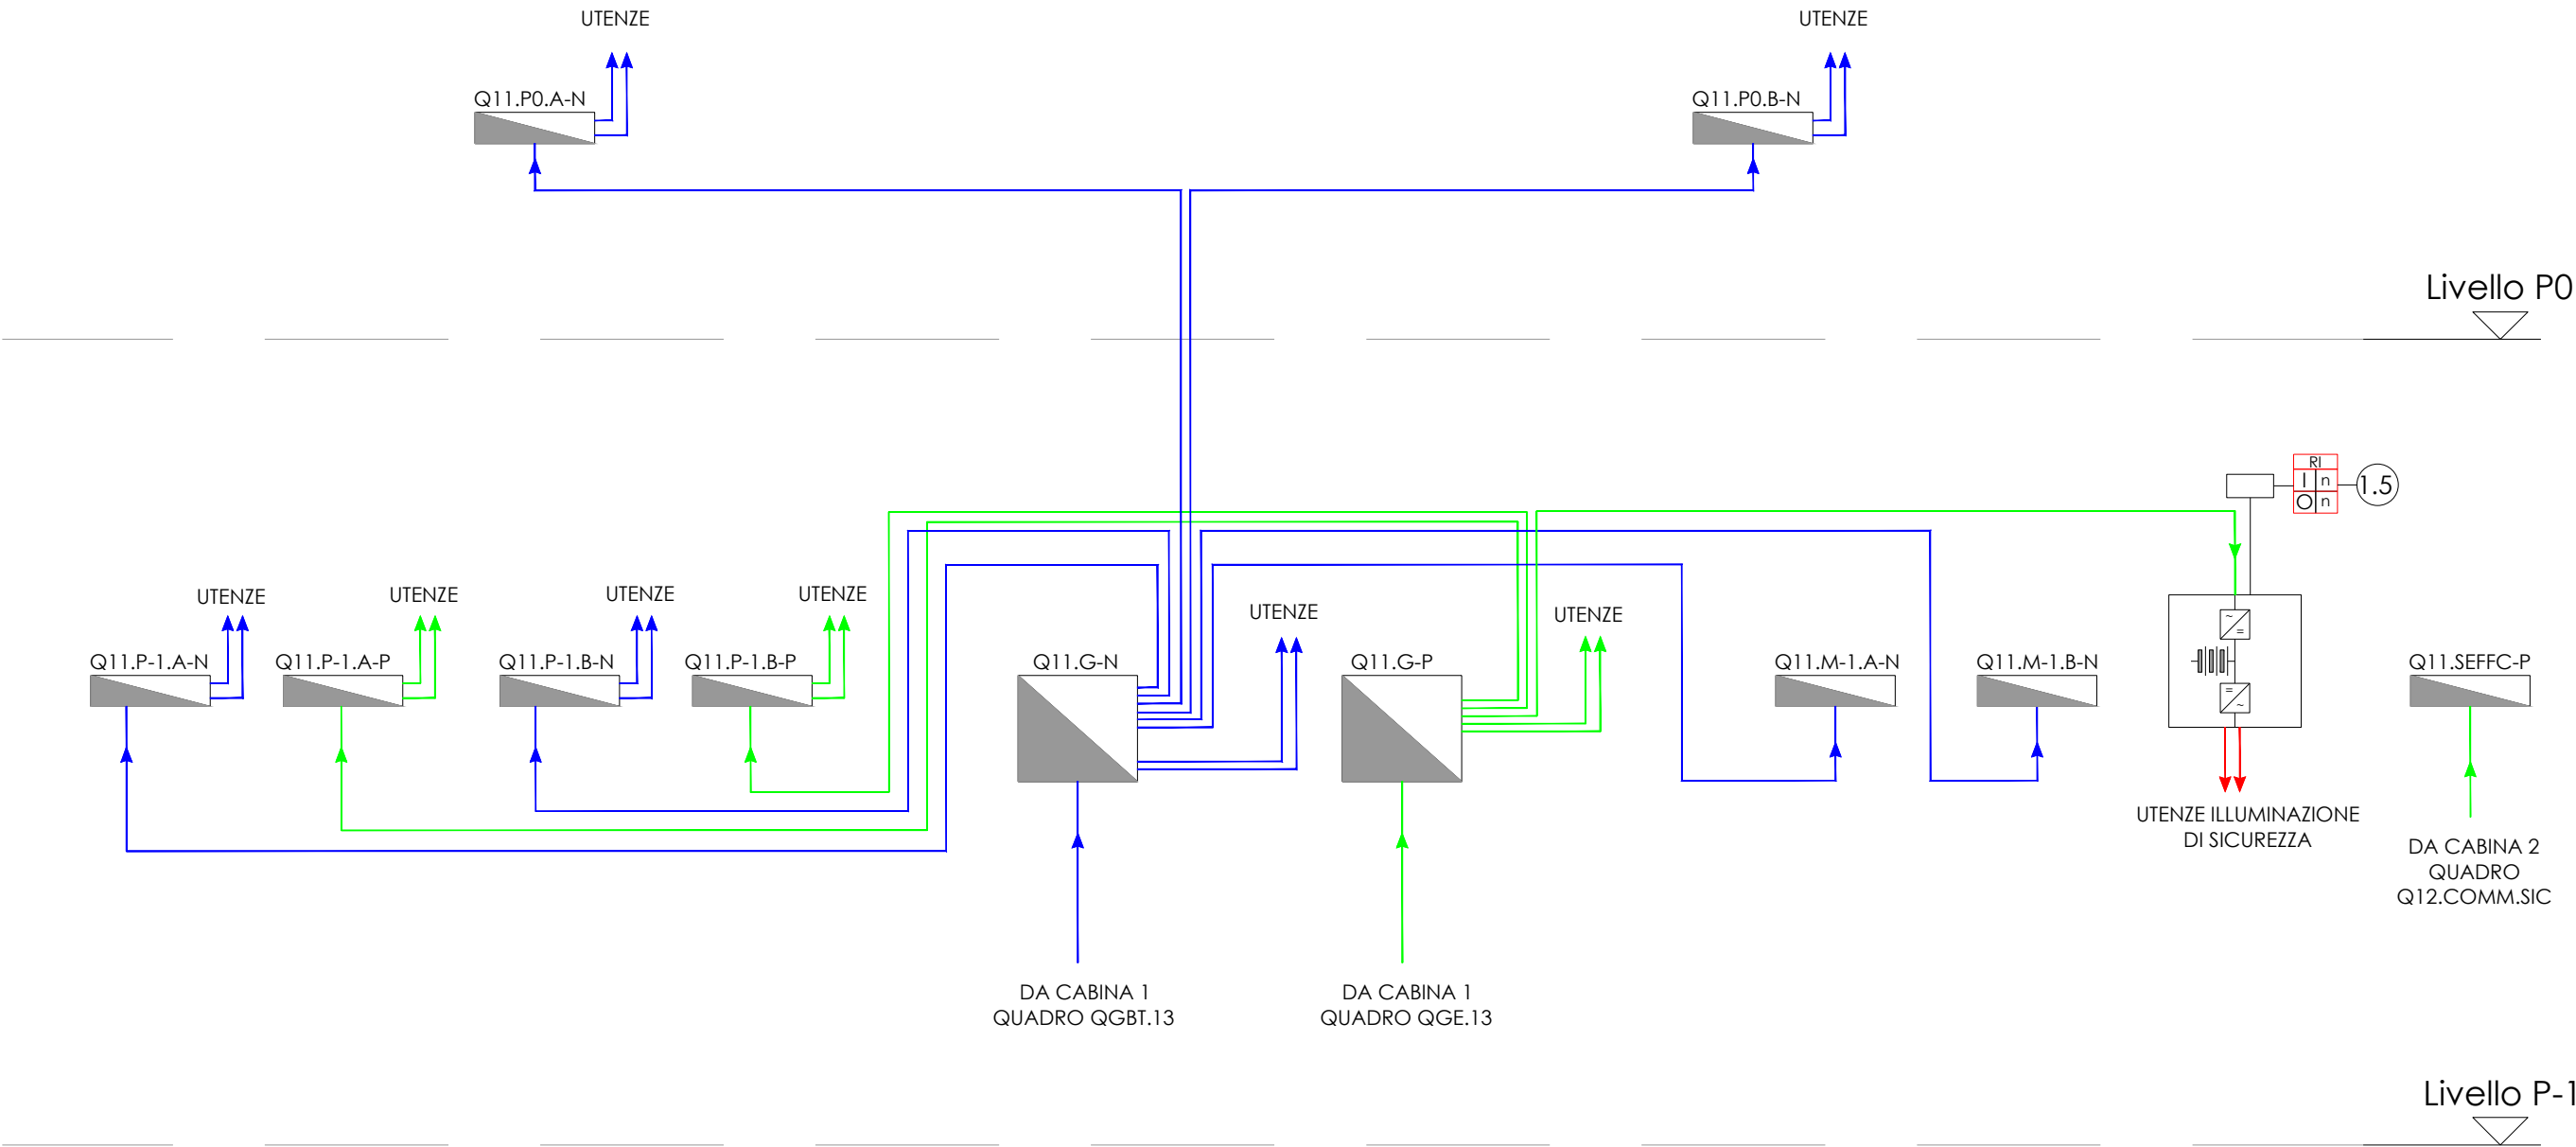 UTENZE
UTENZE
Q11.P0.A-N
Q11.P0.B-N
Livello P0
RI
I n
O n
1.5
UTENZE
UTENZE
UTENZE
UTENZE
UTENZE
UTENZE
Q11.P-1.A-N
Q11.P-1.A-P
Q11.P-1.B-N
Q11.P-1.B-P
Q11.G-N
Q11.G-P
Q11.M-1.A-N
Q11.M-1.B-N
Q11.SEFFC-P
UTENZE ILLUMINAZIONE
DI SICUREZZA
DA CABINA 2
QUADRO
Q12.COMM.SIC
DA CABINA 1
QUADRO QGBT.13
DA CABINA 1
QUADRO QGE.13
Livello P-1